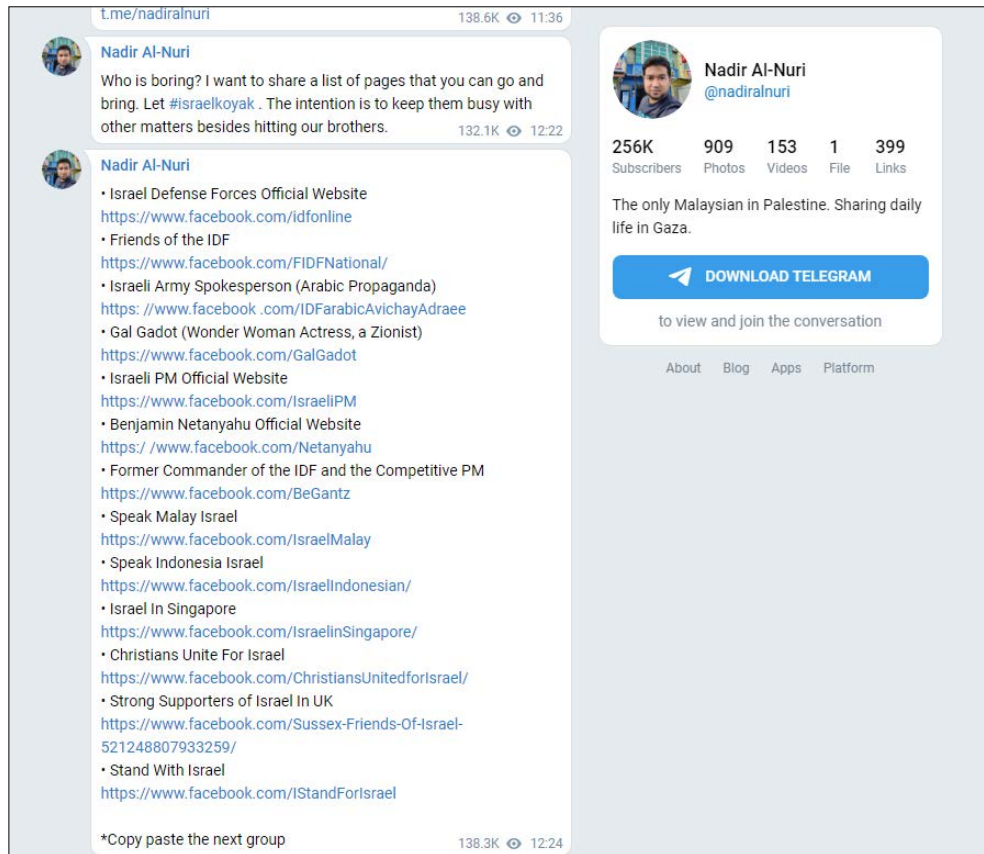 t.me/nadiralnuri
138.6K 11:36
Nadir Al-Nuri
Who is boring? I want to share a list of pages that you can go and
bring. Let #israelkoyak . The intention is to keep them busy with
other matters besides hitting our brothers.
132.1K 12:22
Nadir Al-Nuri
• Israel Defense Forces Official Website
https://www.facebook.com/idfonline
• Friends of the IDF
https://www.facebook.com/FIDFNational/
• Israeli Army Spokesperson (Arabic Propaganda)
https: //www.facebook .com/IDFarabicAvichayAdraee
• Gal Gadot (Wonder Woman Actress, a Zionist)
https://www.facebook.com/GalGadot
• Israeli PM Official Website
https://www.facebook.com/IsraeliPM
• Benjamin Netanyahu Official Website
https:/ /www.facebook.com/Netanyahu
• Former Commander of the IDF and the Competitive PM
https://www.facebook.com/BeGantz
• Speak Malay Israel
https://www.facebook.com/IsraelMalay
• Speak Indonesia Israel
https://www.facebook.com/IsraelIndonesian/
• Israel In Singapore
https://www.facebook.com/IsraelinSingapore/
• Christians Unite For Israel
https://www.facebook.com/ChristiansUnitedforIsrael/
• Strong Supporters of Israel In UK
https://www.facebook.com/Sussex-Friends-Of-Israel-
521248807933259/
• Stand With Israel
https://www.facebook.com/IStandForIsrael
*Copy paste the next group
138.3K 12:24
Nadir Al-Nuri
@nadiralnuri
256K 909 153 1 399
Subscribers Photos Videos File Links
The only Malaysian in Palestine. Sharing daily
life in Gaza.
DOWNLOAD TELEGRAM
to view and join the conversation
About Blog Apps Platform